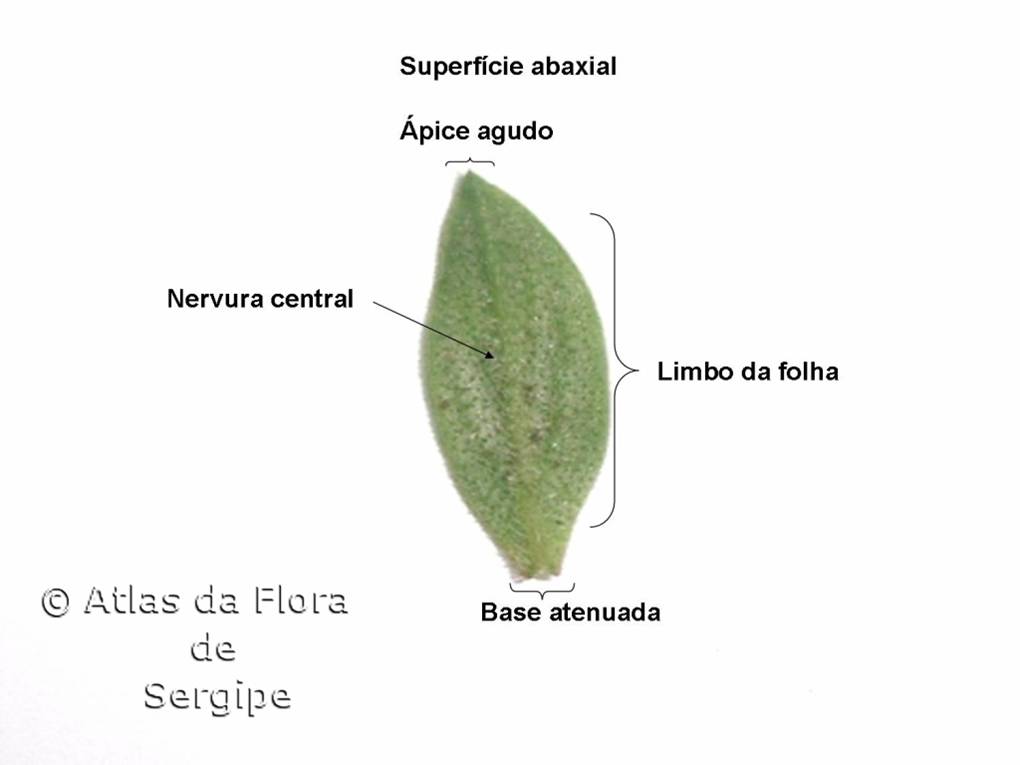 Superfície abaxial
Ápice agudo
Nervura central
Limbo da folha
Base atenuada
© Atlas da Flora
de
Sergipe